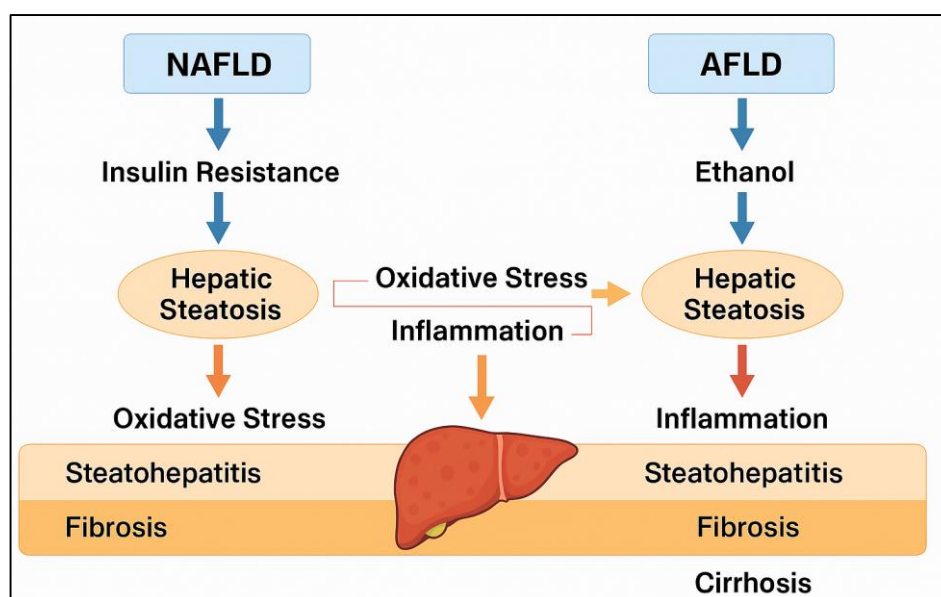 NAFLD
AFLD
Insulin Resistance
Ethanol
Hepatic
Steatosis
Oxidative Stress
Inflammation
Hepatic
Steatosis
Oxidative Stress
Inflammation
Steatohepatitis
Steatohepatitis
Fibrosis
Fibrosis
Cirrhosis